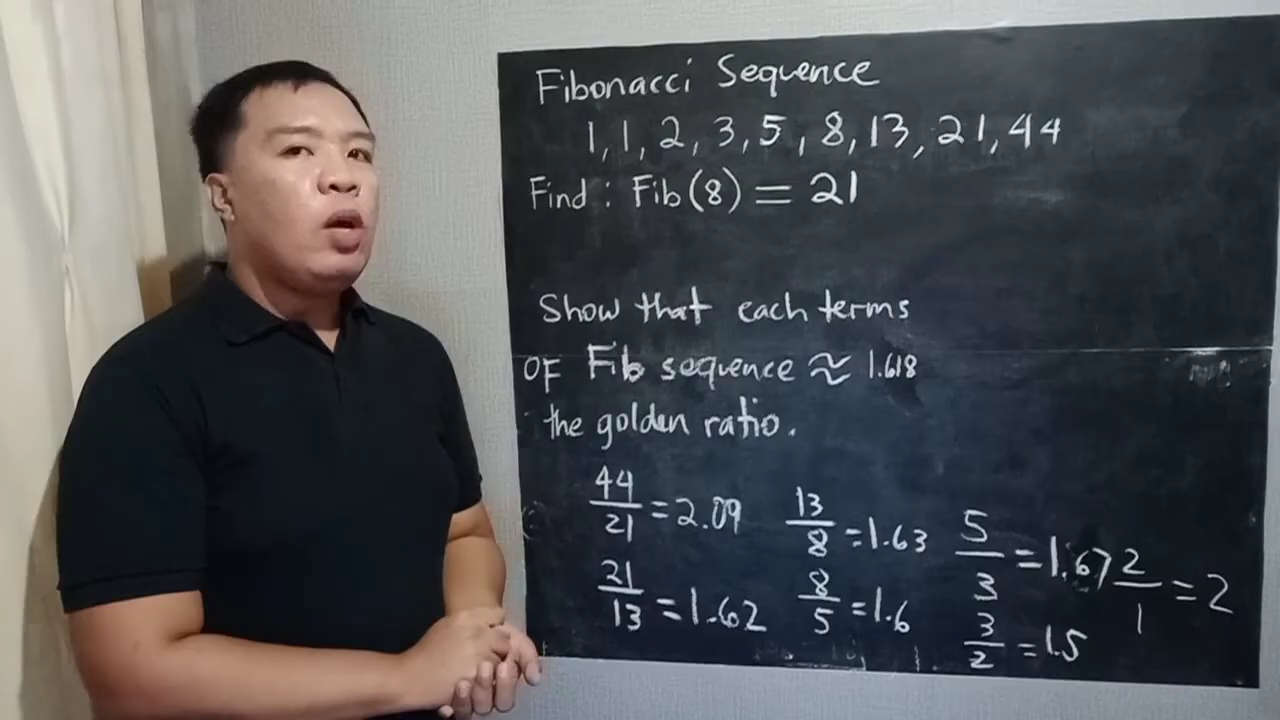 Fibonacci Sequence
1, 1, 2, 3, 5, 8, 13, 21, 44
Find : Fib(8) = 21
Show that each terms
OF Fib sequence ≈ 1.618
the golden ratio.
44/21 = 2.09
21/13 = 1.62
13/8 = 1.63
8/5 = 1.6
5/3 = 1.67
3/2 = 1.5
2/1 = 2